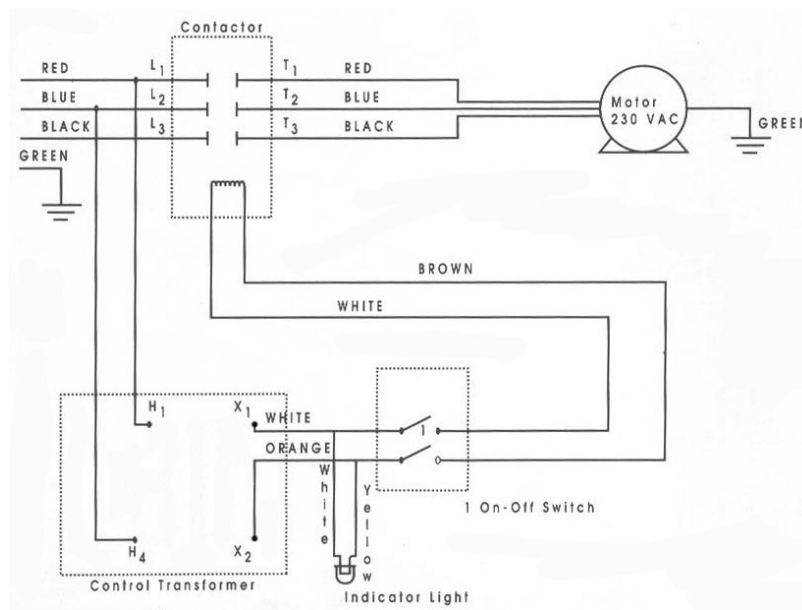 Contactor
RED L1 T1 RED
BLUE L2 T2 BLUE
BLACK L3 T3 BLACK
GREEN
Motor
230 VAC
GREEN
BROWN
WHITE
H1 X1 WHITE
ORANGE
1
White
Yellow
1 On-Off Switch
H4 X2
Control Transformer
Indicator Light